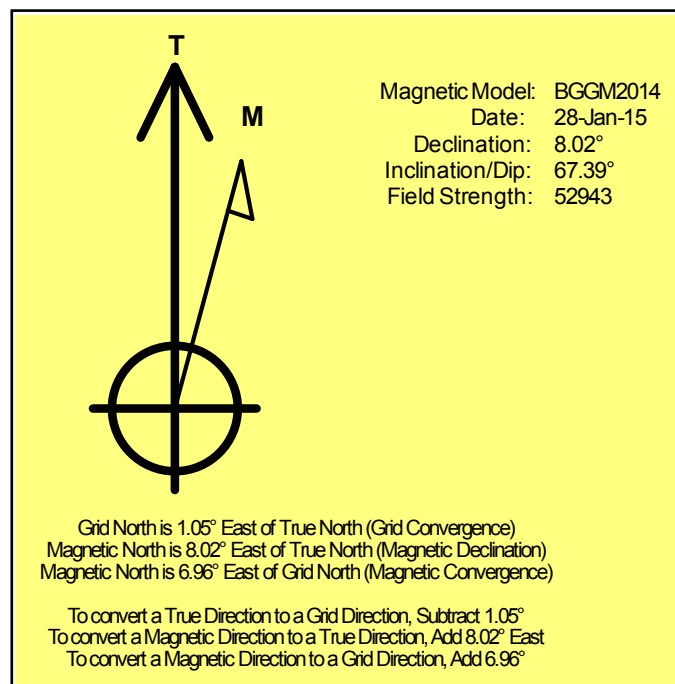 T
M
Magnetic Model: BGGM2014
Date: 28-Jan-15
Declination: 8.02°
Inclination/Dip: 67.39°
Field Strength: 52943
Grid North is 1.05° East of True North (Grid Convergence)
Magnetic North is 8.02° East of True North (Magnetic Declination)
Magnetic North is 6.96° East of Grid North (Magnetic Convergence)
To convert a True Direction to a Grid Direction, Subtract 1.05°
To convert a Magnetic Direction to a True Direction, Add 8.02° East
To convert a Magnetic Direction to a Grid Direction, Add 6.96°